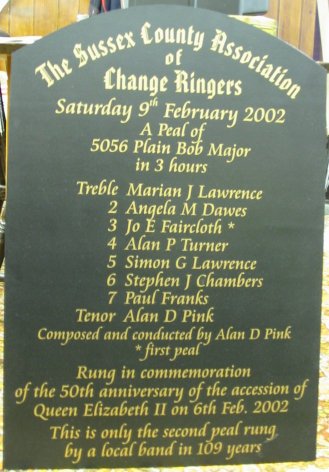 The Sussex County Association
of
Change Ringers
Saturday 9th February 2002
A Peal of
5056 Plain Bob Major
in 3 hours
Treble Marian J Lawrence
2 Angela M Dawes
3 Jo E Faircloth *
4 Alan P Turner
5 Simon G Lawrence
6 Stephen J Chambers
7 Paul Franks
Tenor Alan D Pink
Composed and conducted by Alan D Pink
* first peal
Rung in commemoration
of the 50th anniversary of the accession of
Queen Elizabeth II on 6th Feb. 2002
This is only the second peal rung
by a local band in 109 years